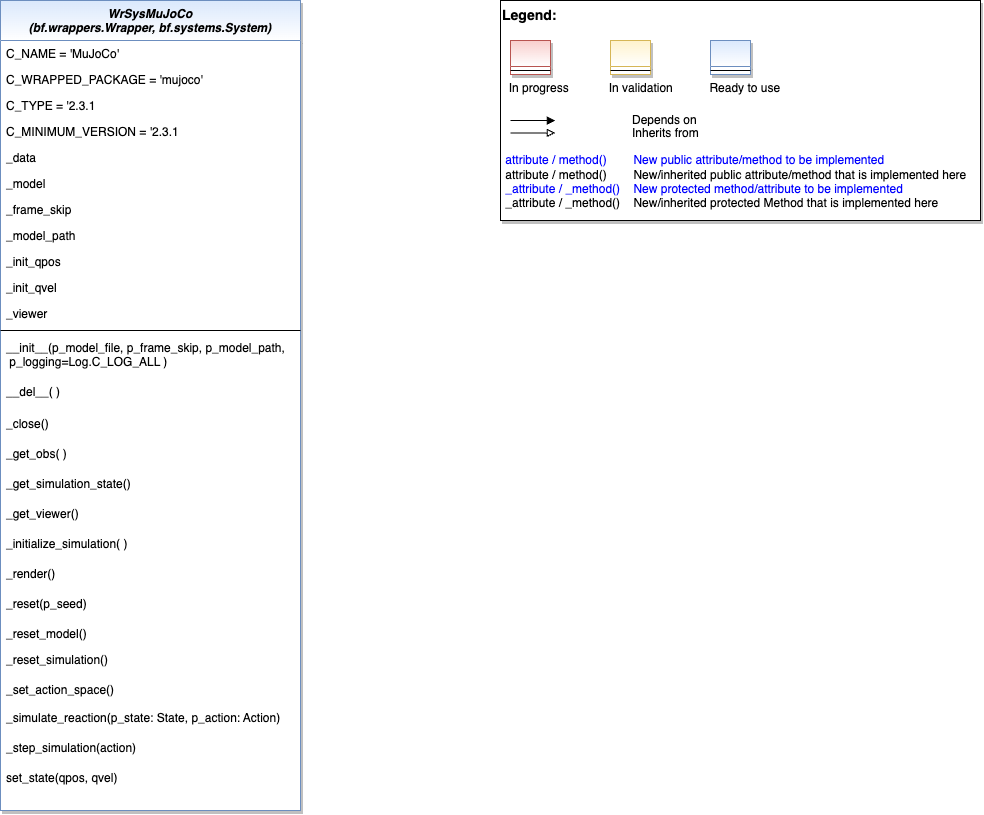 WrSysMuJoCo
(bf.wrappers.Wrapper, bf.systems.System)
C_NAME = 'MuJoCo'
C_WRAPPED_PACKAGE = 'mujoco'
C_TYPE = '2.3.1
C_MINIMUM_VERSION = '2.3.1
_data
_model
_frame_skip
_model_path
_init_qpos
_init_qvel
_viewer
__init__(p_model_file, p_frame_skip, p_model_path,
p_logging=Log.C_LOG_ALL )
__del__( )
_close()
_get_obs( )
_get_simulation_state()
_get_viewer()
_initialize_simulation( )
_render()
_reset(p_seed)
_reset_model()
_reset_simulation()
_set_action_space()
_simulate_reaction(p_state: State, p_action: Action)
_step_simulation(action)
set_state(qpos, qvel)
Legend:
In progress In validation Ready to use
Depends on
Inherits from
attribute / method() New public attribute/method to be implemented
attribute / method() New/inherited public attribute/method that is implemented here
_attribute / _method() New protected method/attribute to be implemented
_attribute / _method() New/inherited protected Method that is implemented here